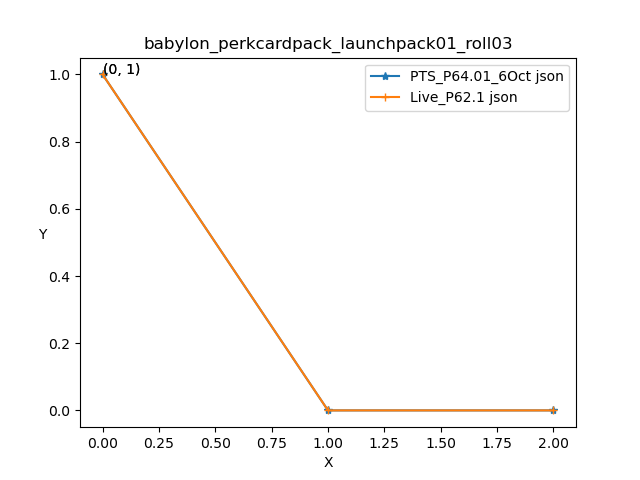 babylon_perkcardpack_launchpack01_roll03
(0, 1)
PTS_P64.01_6Oct json
Live_P62.1 json
1.0
0.8
0.6
0.4
0.2
0.0
Y
0.00 0.25 0.50 0.75 1.00 1.25 1.50 1.75 2.00
X